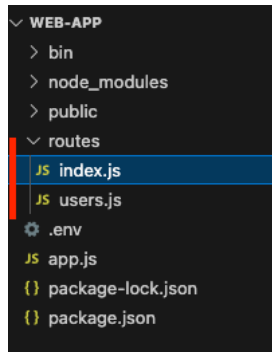 WEB-APP
bin
node_modules
public
routes
JS index.js
JS users.js
.env
JS app.js
{} package-lock.json
{} package.json